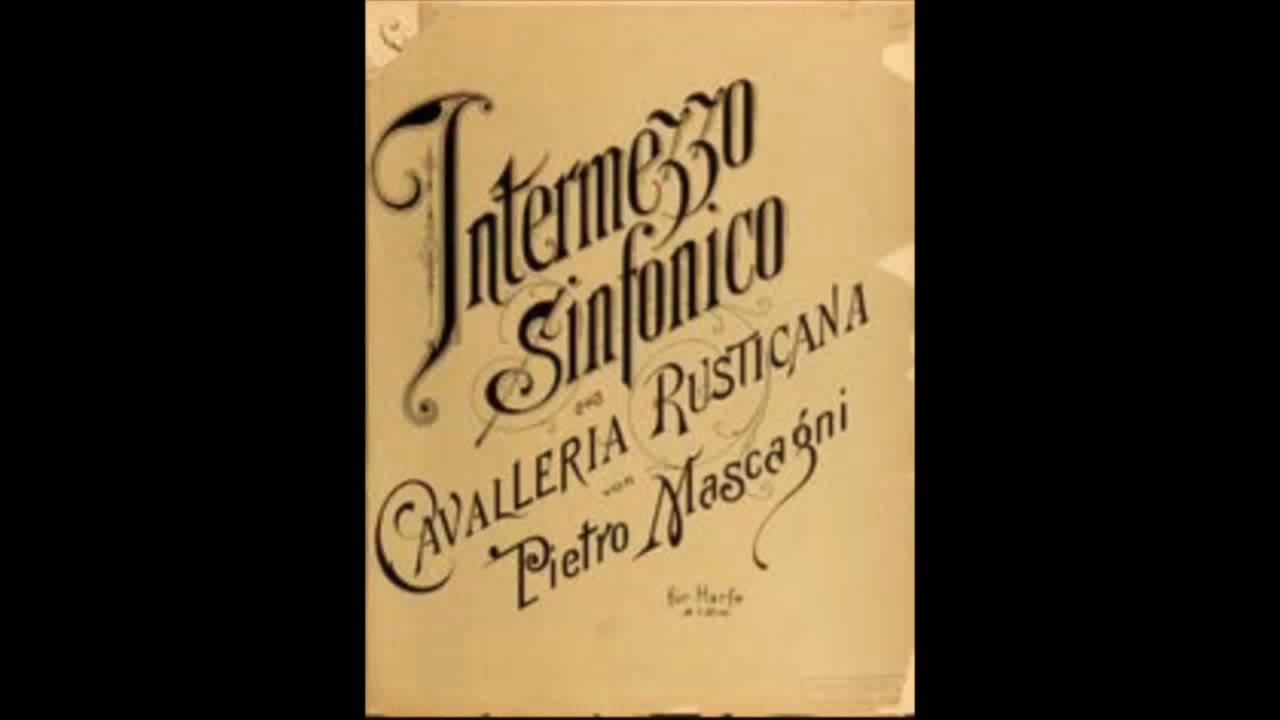 Intermezzo
Sinfonico
aus
CAVALLERIA RUSTICANA
von
Pietro Mascagni
für Harfe